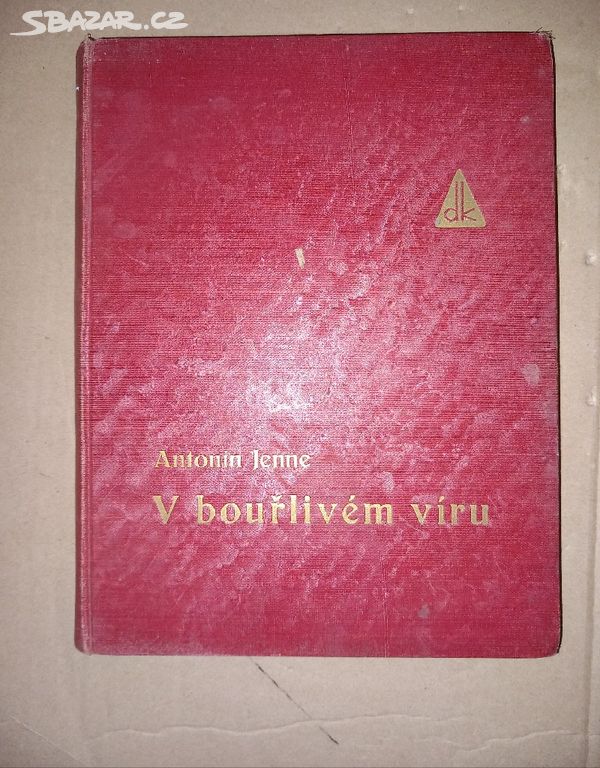 SBAZAR.CZ
dk
Antonín Jenne
V bouřlivém víru